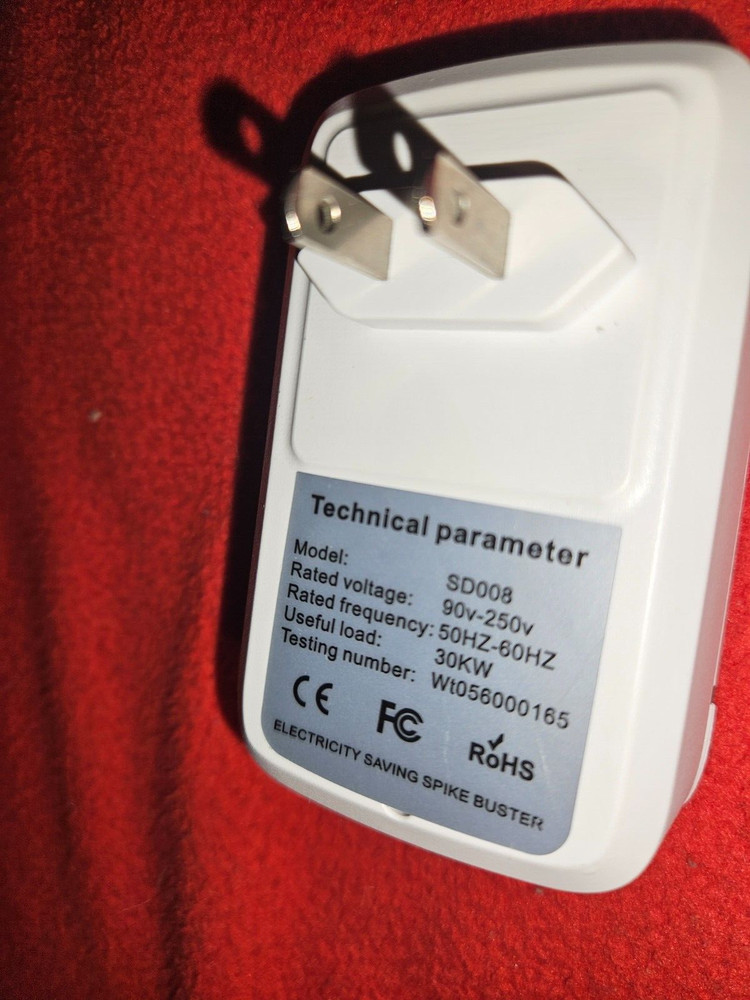 Technical parameter
Model: SD008
Rated voltage: 90v-250v
Rated frequency: 50HZ-60HZ
Useful load: 30KW
Testing number: Wt056000165
CE FC RoHS
ELECTRICITY SAVING SPIKE BUSTER